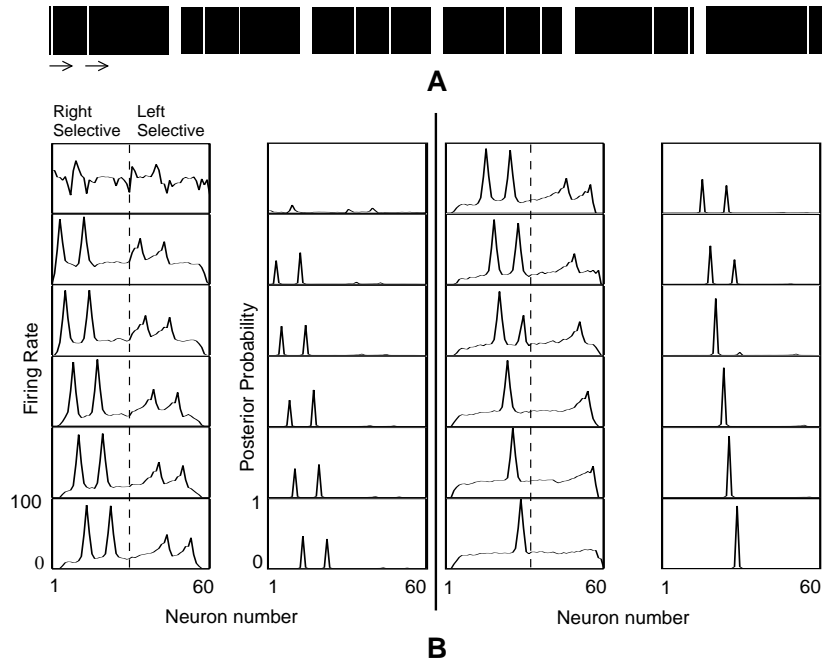 A
Right Selective
Left Selective
Firing Rate
100
0
1
60
Neuron number
Posterior Probability
1
0
1
60
1
60
Neuron number
1
60
B